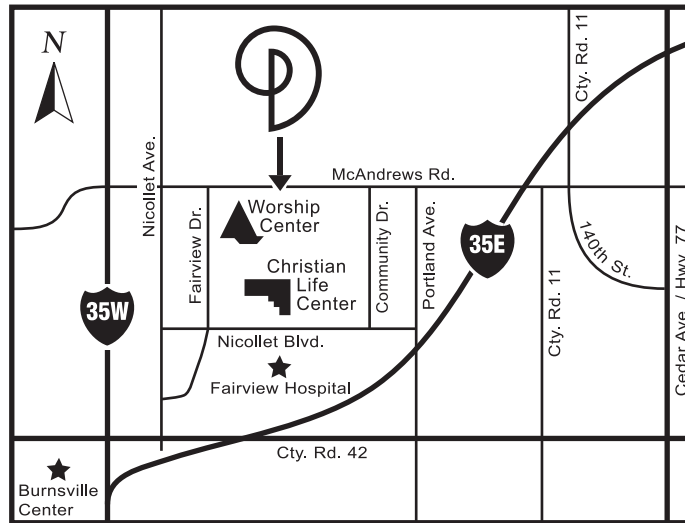 N
Cty. Rd. 11
Nicollet Ave.
McAndrews Rd.
Worship
Center
Fairview Dr.
Community Dr.
Portland Ave.
35E
140th St.
Cedar Ave. / Hwy. 77
Christian
Life
Center
35W
Cty. Rd. 11
Nicollet Blvd.
Fairview Hospital
Cty. Rd. 42
Burnsville
Center